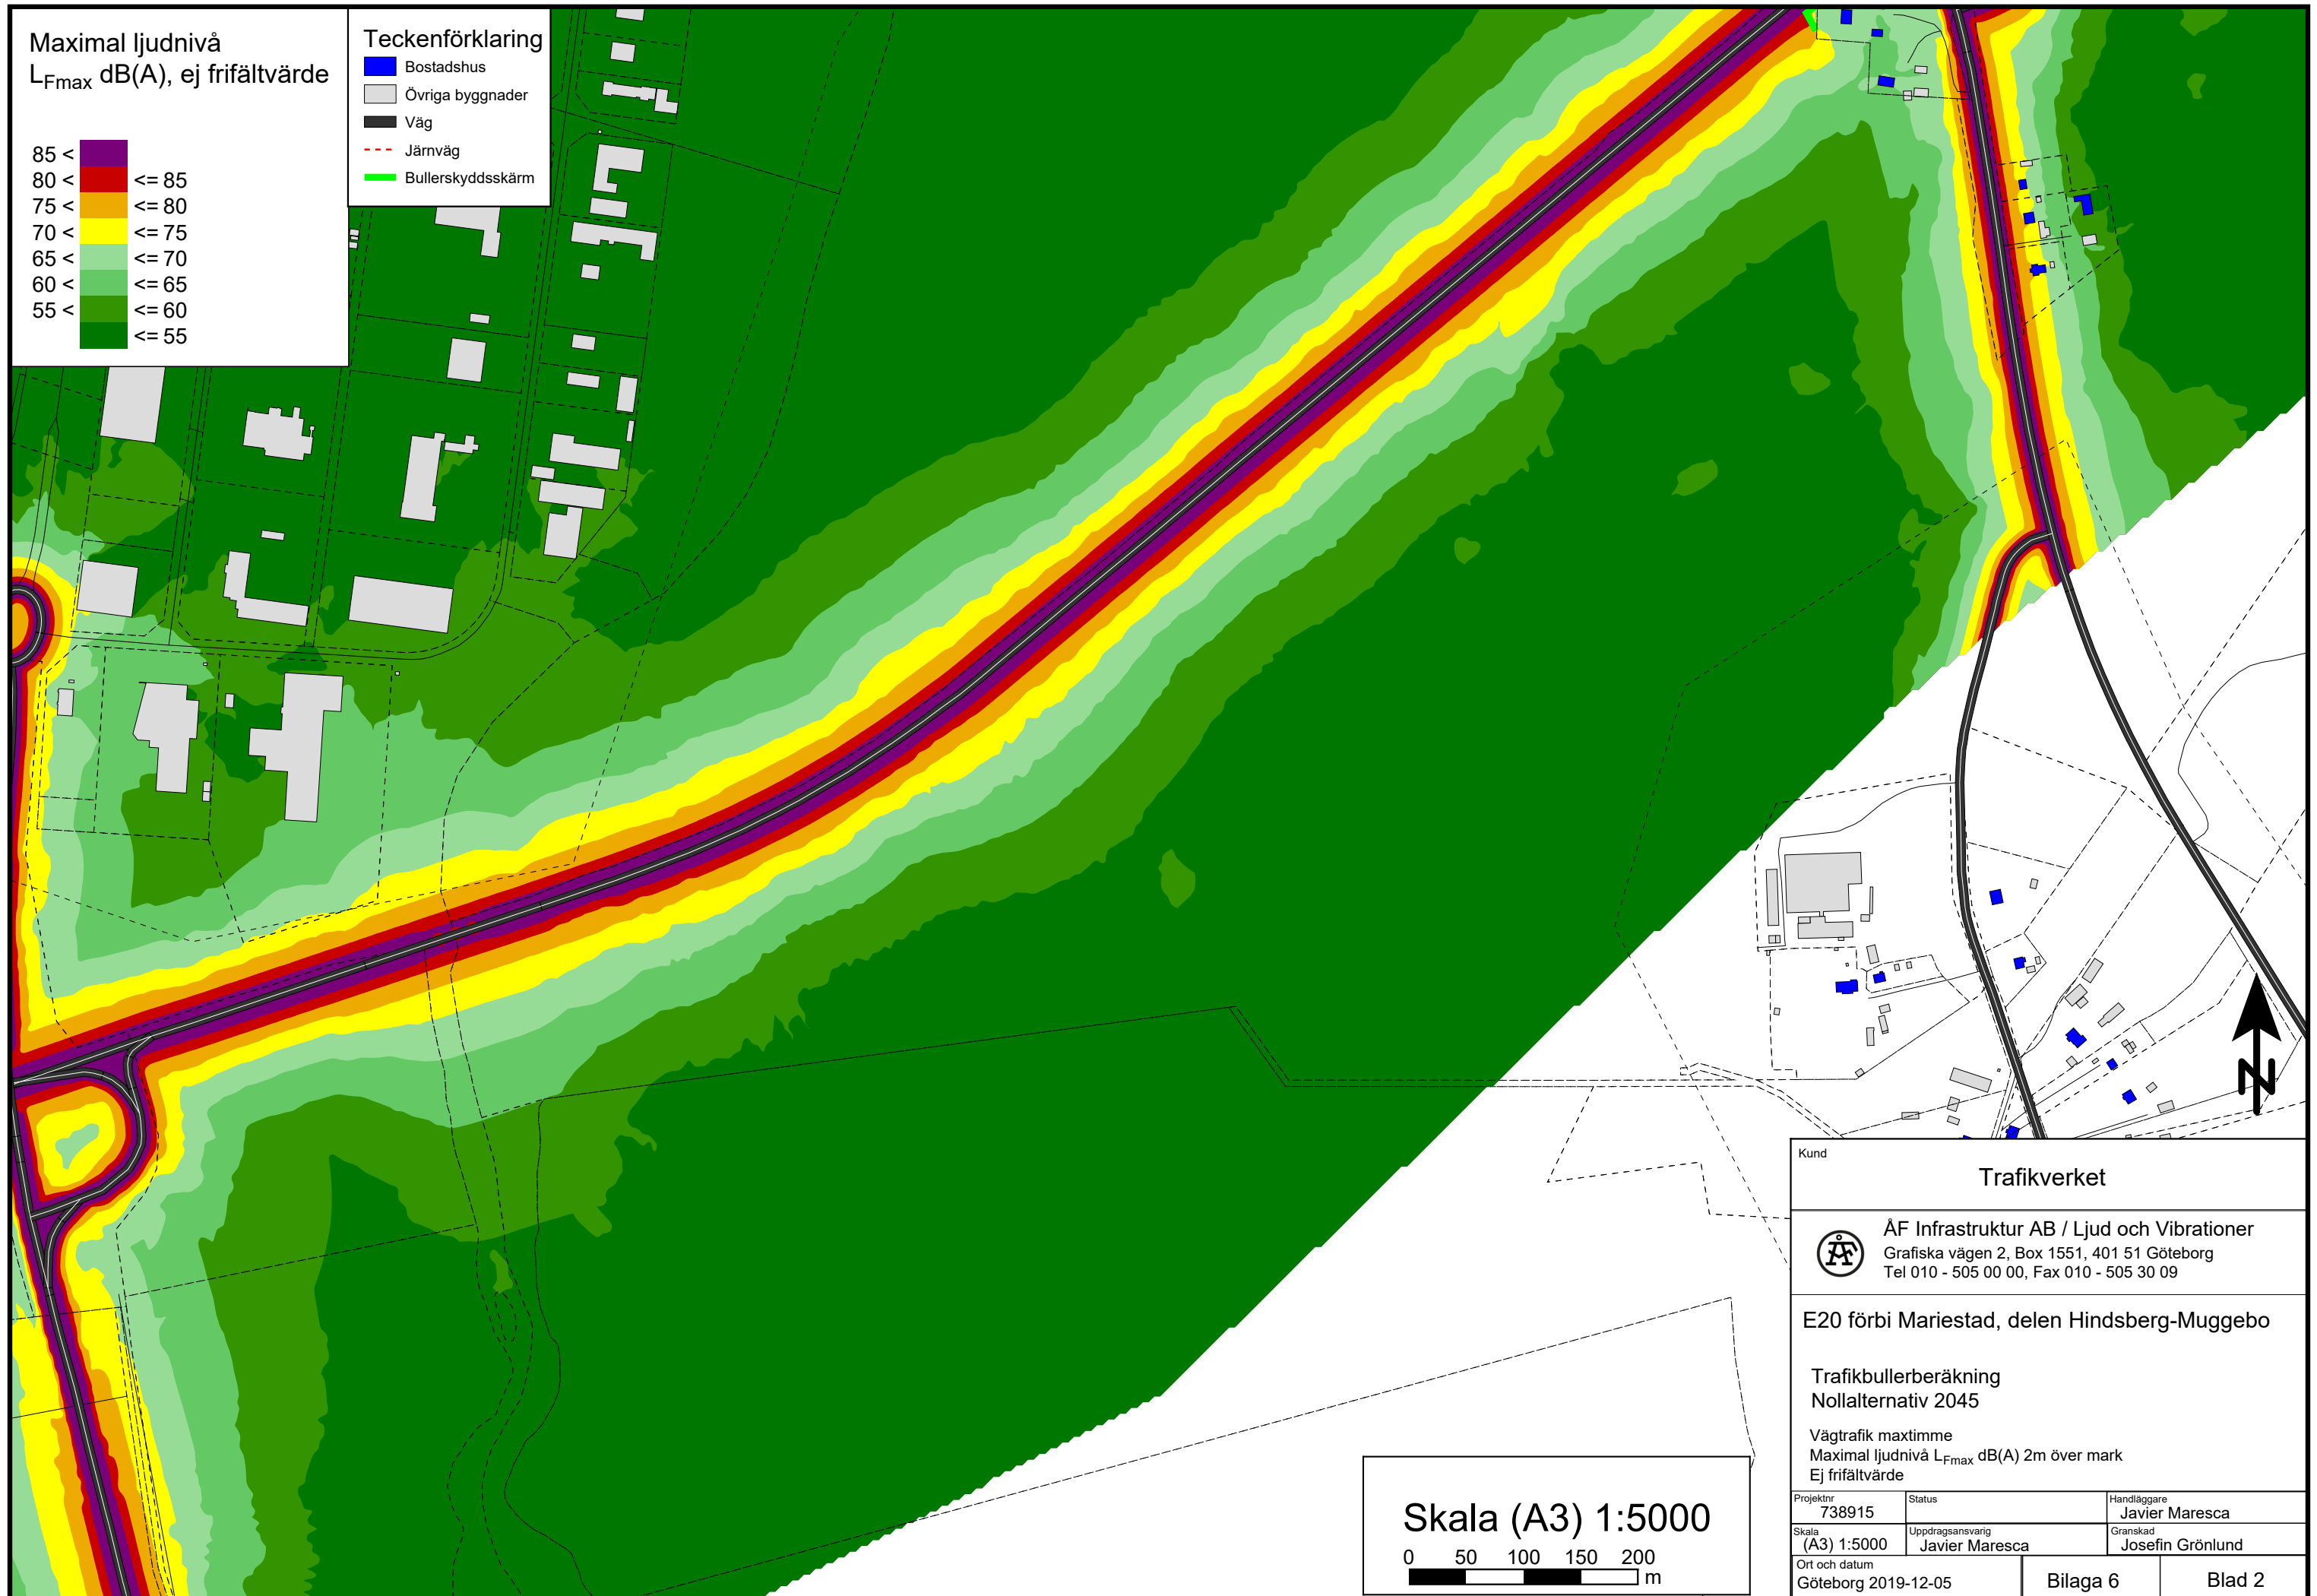 Maximal ljudnivå
LFmax dB(A), ej frifältvärde
85 <
80 < <= 85
75 < <= 80
70 < <= 75
65 < <= 70
60 < <= 65
55 < <= 60
<= 55
Teckenförklaring
Bostadshus
Övriga byggnader
Väg
Järnväg
Bullerskyddsskärm
N
Skala (A3) 1:5000
0 50 100 150 200
m
Kund
Trafikverket
ÅF
ÅF Infrastruktur AB / Ljud och Vibrationer
Grafiska vägen 2, Box 1551, 401 51 Göteborg
Tel 010 - 505 00 00, Fax 010 - 505 30 09
E20 förbi Mariestad, delen Hindsberg-Muggebo
Trafikbullerberäkning
Nollalternativ 2045
Vägtrafik maxtimme
Maximal ljudnivå LFmax dB(A) 2m över mark
Ej frifältvärde
Projektnr
738915
Status
Handläggare
Javier Maresca
Skala
(A3) 1:5000
Uppdragsansvarig
Javier Maresca
Granskad
Josefin Grönlund
Ort och datum
Göteborg 2019-12-05
Bilaga 6
Blad 2